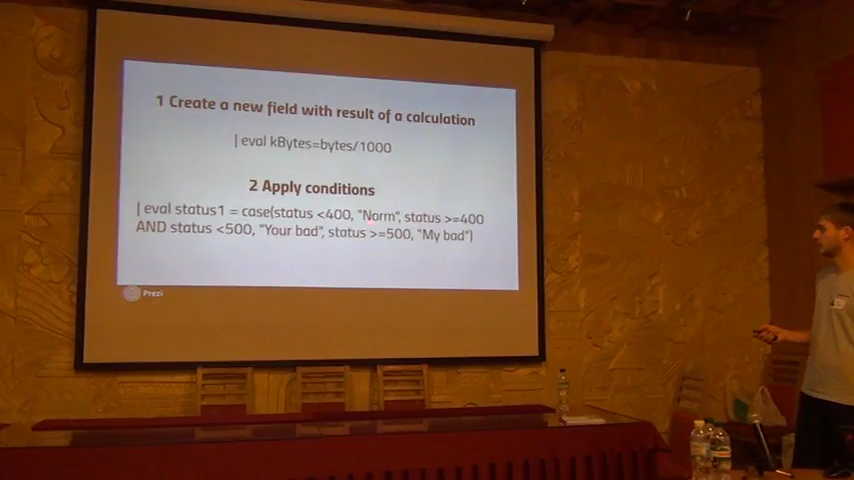 1 Create a new field with result of a calculation
| eval kBytes=bytes/1000
2 Apply conditions
| eval status1 = case(status <400, "Norm", status >=400
AND status <500, "Your bad", status >=500, "My bad")
Prezi